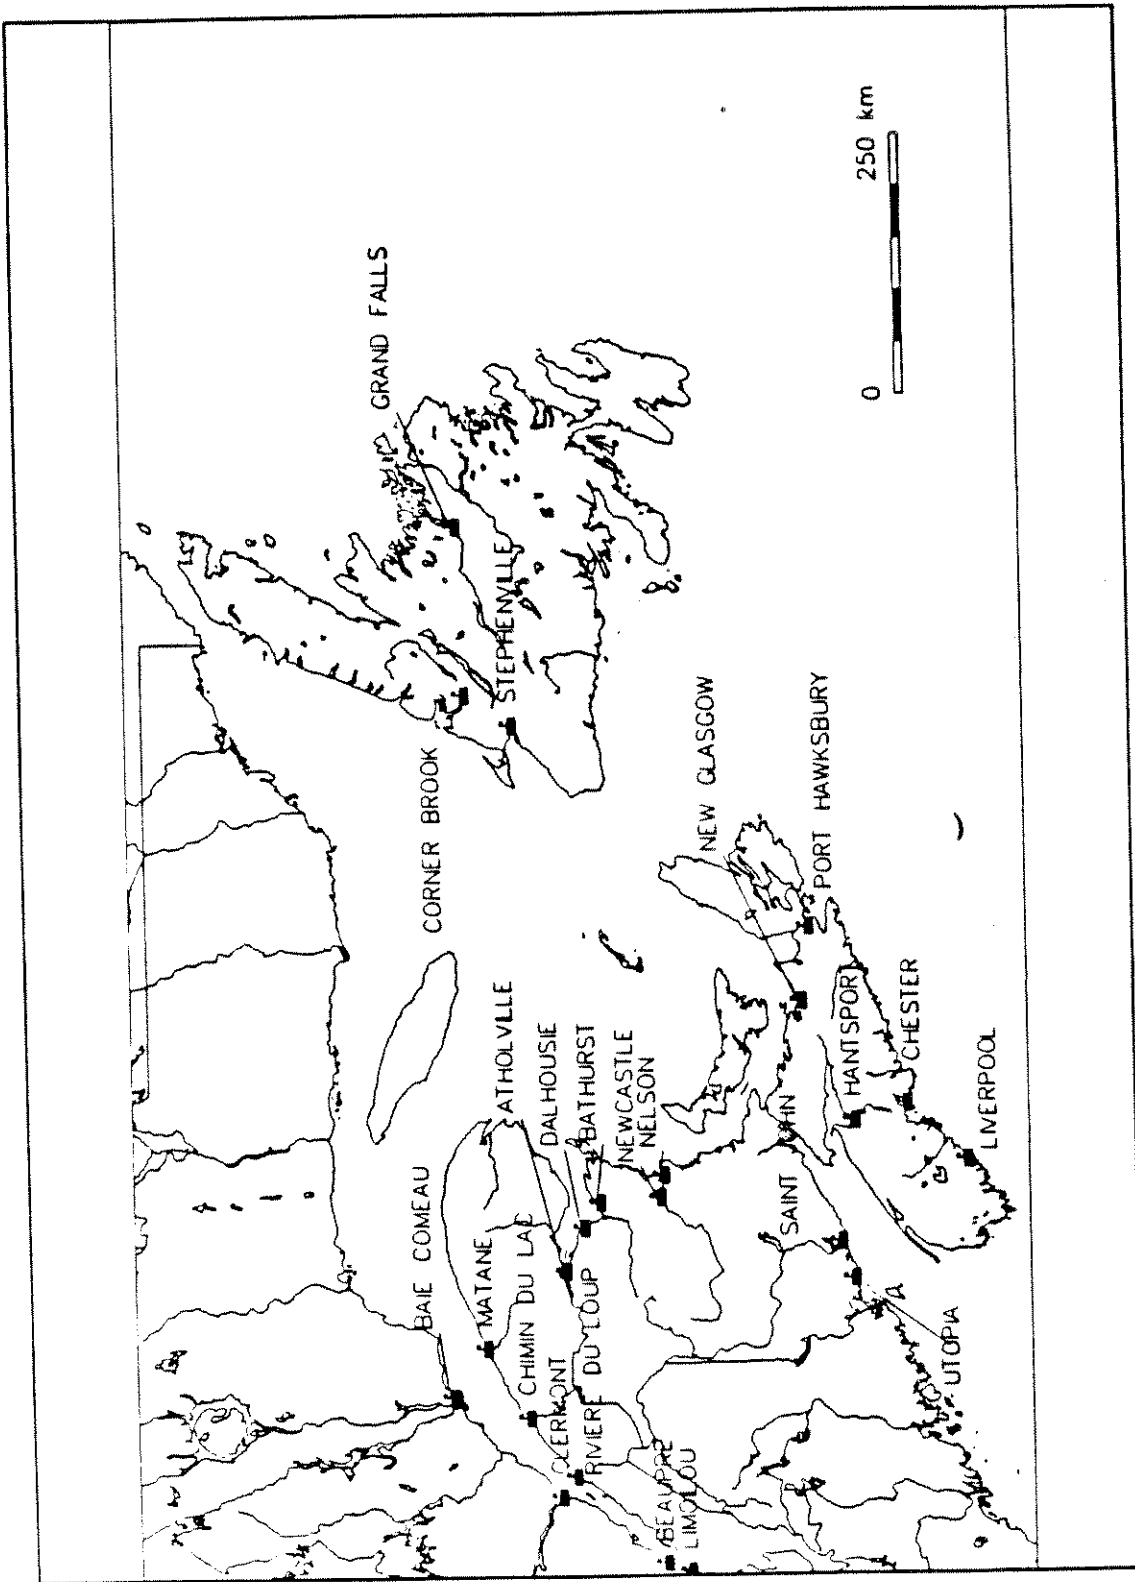 GRAND FALLS
STEPHENVILLE
CORNER BROOK
NEW GLASGOW
PORT HAWKSBURY
ATHOLVILLE
DALHOUSIE
BATHURST
NEWCASTLE
NELSON
BAIE COMEAU
MATANE
CHIMIN DU LAC
CLERMONT
RIVIERE DU LOUP
BEAUPRE
LIMOILOU
SAINT JOHN
HANTSPORT
CHESTER
LIVERPOOL
UTOPIA
0
250 km